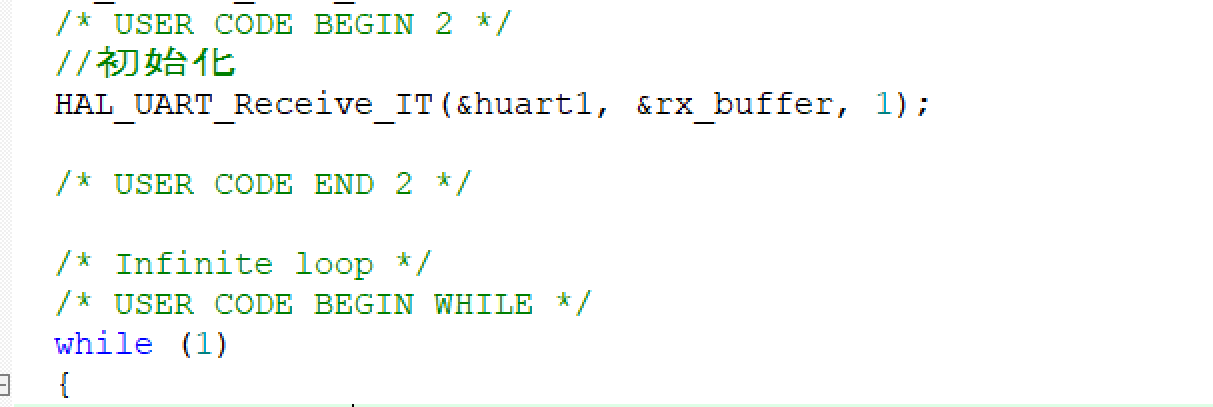 /* USER CODE BEGIN 2 */
//初始化
HAL_UART_Receive_IT(&huart1, &rx_buffer, 1);
/* USER CODE END 2 */
/* Infinite loop */
/* USER CODE BEGIN WHILE */
while (1)
{